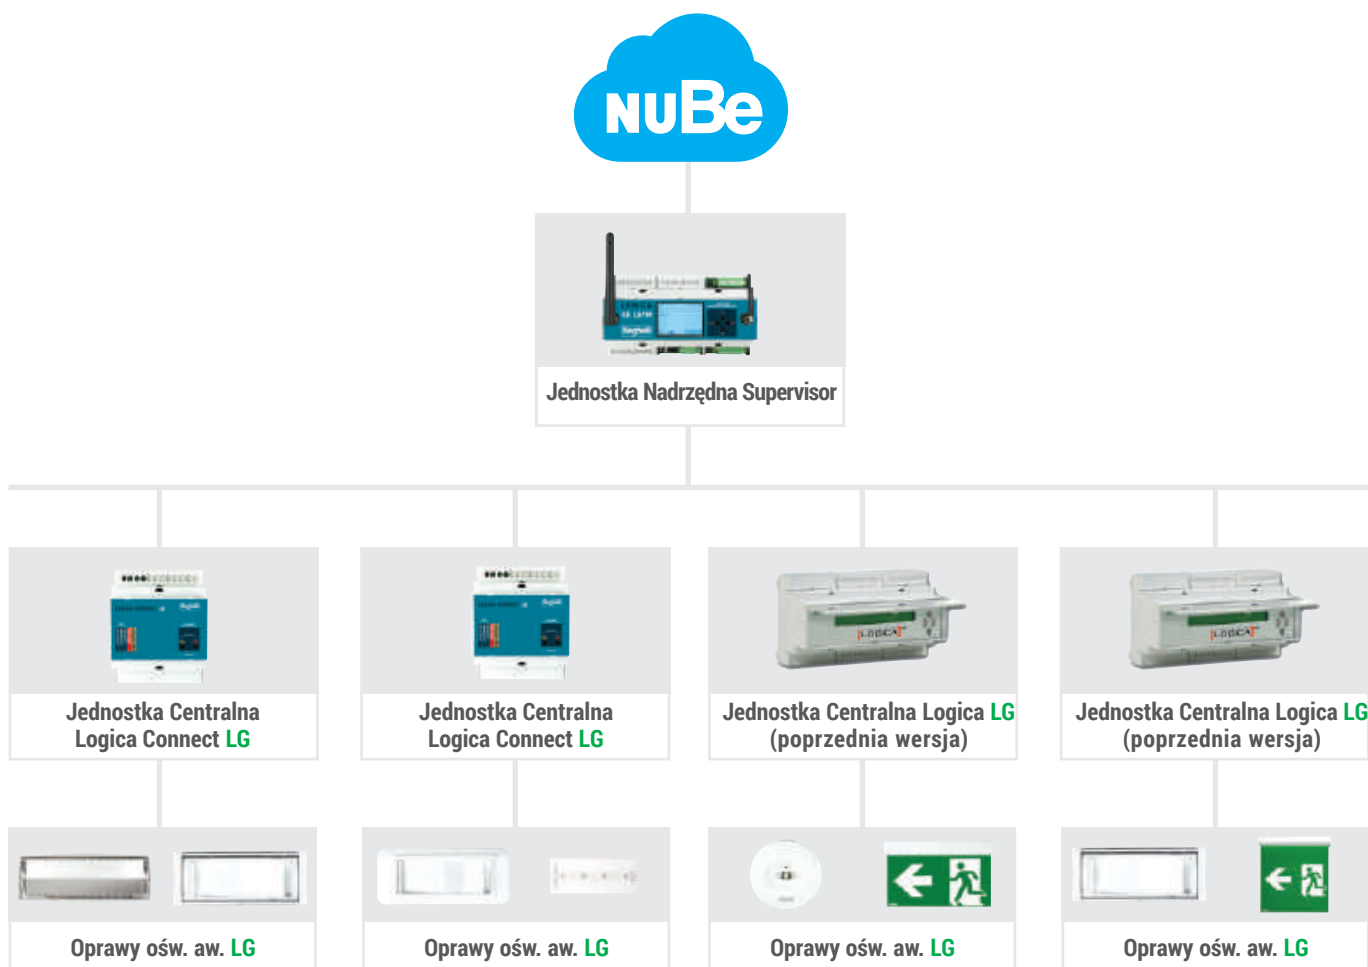 NUBe
Jednostka Nadrzędna Supervisor
Jednostka Centralna
Logica Connect LG
Jednostka Centralna
Logica Connect LG
Jednostka Centralna Logica LG
(poprzednia wersja)
Jednostka Centralna Logica LG
(poprzednia wersja)
LOGICA
LOGICA
Oprawy ośw. aw. LG
Oprawy ośw. aw. LG
Oprawy ośw. aw. LG
Oprawy ośw. aw. LG